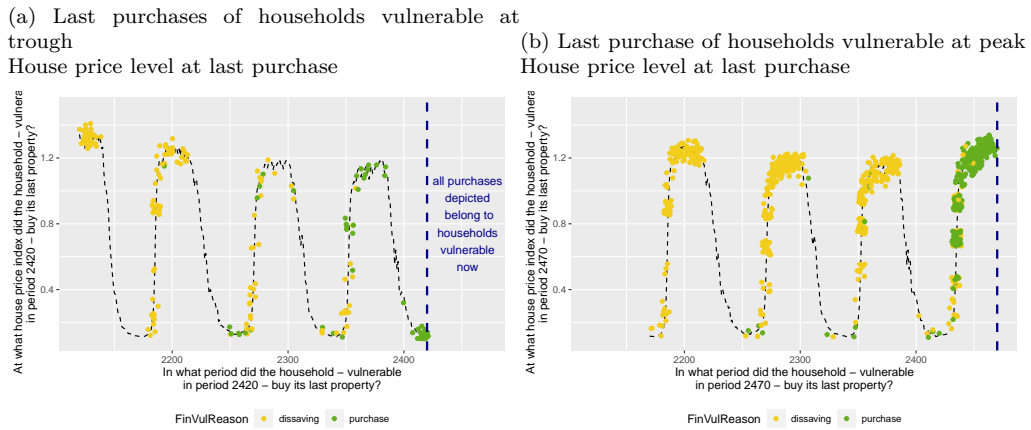 (a) Last purchases of households vulnerable at
trough
House price level at last purchase
At what house price index did the household – vulnera
in period 2420 – buy its last property?
1.2
0.8
0.4
all purchases
depicted
belong to
households
vulnerable
now
2200
2300
2400
In what period did the household – vulnerable
in period 2420 – buy its last property?
FinVulReason dissaving purchase
(b) Last purchase of households vulnerable at peak
House price level at last purchase
At what house price index did the household – vulnera
in period 2470 – buy its last property?
1.2
0.8
0.4
2200
2300
2400
In what period did the household – vulnerable
in period 2470 – buy its last property?
FinVulReason dissaving purchase